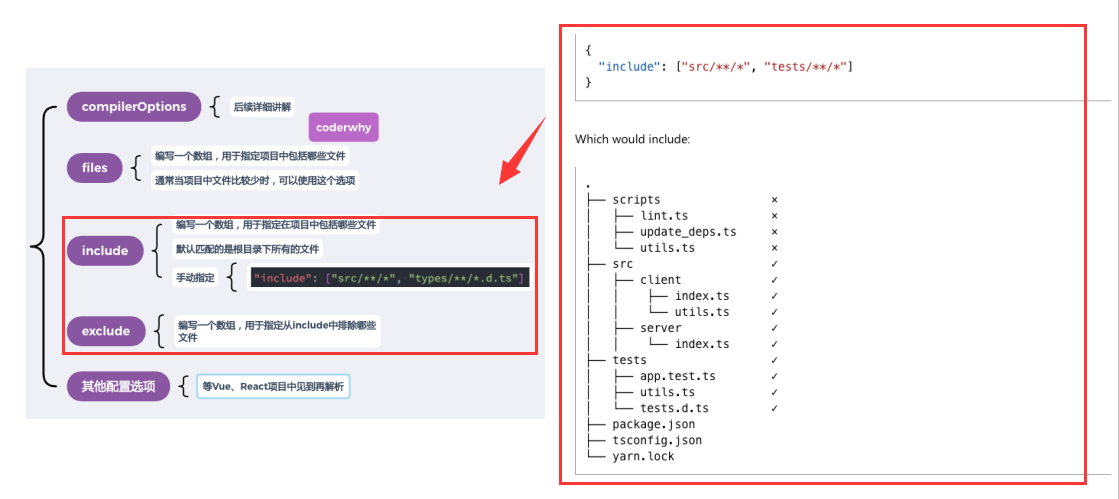 compilerOptions
后续详细讲解
coderwhy
files
编写一个数组，用于指定项目中包括哪些文件
通常当项目中文件比较少时，可以使用这个选项
include
编写一个数组，用于指定在项目中包括哪些文件
默认匹配的是根目录下所有的文件
手动指定
"include": ["src/**/*", "types/**/*.d.ts"]
exclude
编写一个数组，用于指定从include中排除哪些
文件
其他配置选项
等Vue、React项目中见到再解析
{
"include": ["src/**/*", "tests/**/*"]
}
Which would include:
.
├── scripts ⨯
│ ├── lint.ts ⨯
│ ├── update_deps.ts ⨯
│ └── utils.ts ⨯
├── src ✓
│ ├── client ✓
│ │ ├── index.ts ✓
│ │ └── utils.ts ✓
│ ├── server ✓
│ │ └── index.ts ✓
├── tests ✓
│ ├── app.test.ts ✓
│ ├── utils.ts ✓
│ └── tests.d.ts ✓
├── package.json
├── tsconfig.json
└── yarn.lock